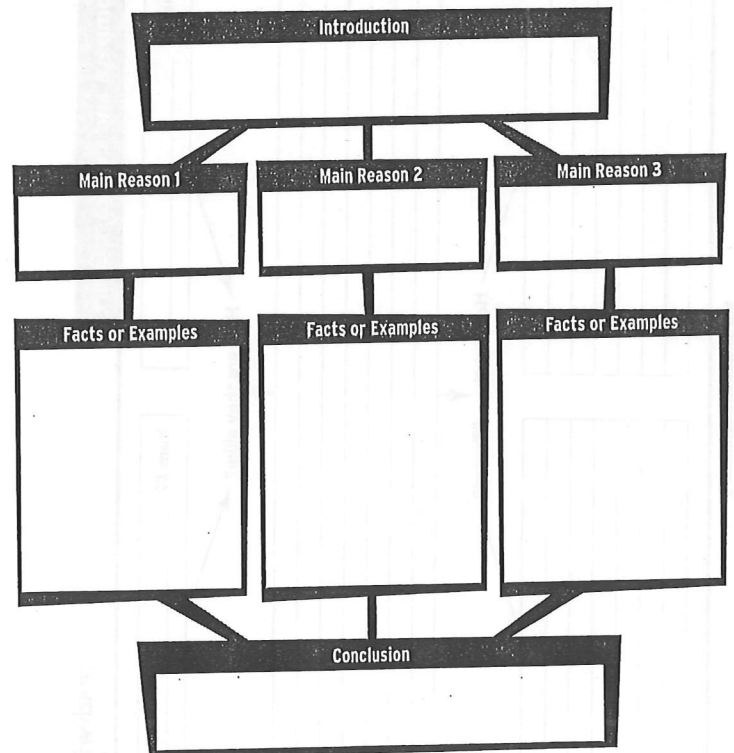 Introduction
Main Reason 1
Main Reason 2
Main Reason 3
Facts or Examples
Facts or Examples
Facts or Examples
Conclusion